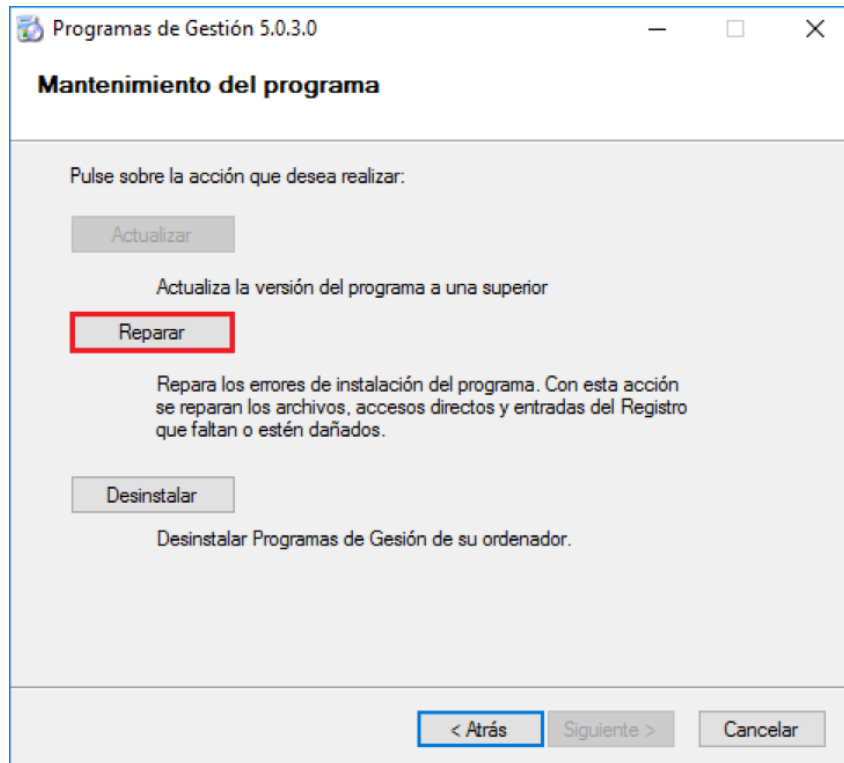 Programas de Gestión 5.0.3.0
Mantenimiento del programa
Pulse sobre la acción que desea realizar:
Actualizar
Actualiza la versión del programa a una superior
Reparar
Repara los errores de instalación del programa. Con esta acción
se reparan los archivos, accesos directos y entradas del Registro
que faltan o estén dañados.
Desinstalar
Desinstalar Programas de Gesión de su ordenador.
< Atrás
Siguiente >
Cancelar